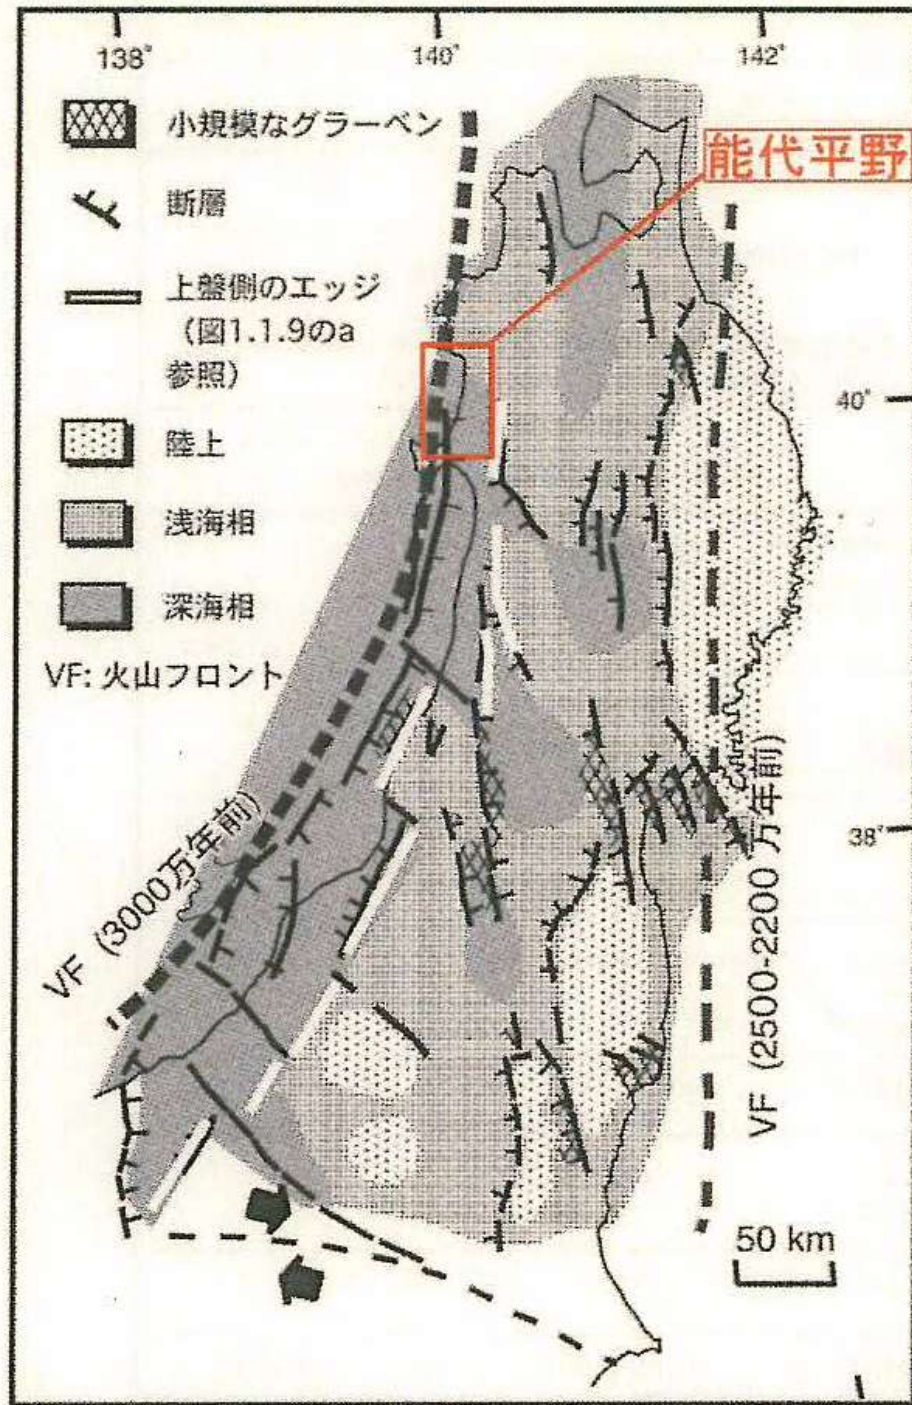 138°
140°
142°
小規模なグラーベン
能代平野
断層
上盤側のエッジ
（図1.1.9のa
参照）
40°
陸上
浅海相
深海相
VF: 火山フロント
VF (3000万年前)
38°
VF (2500-2200 万年前)
50 km